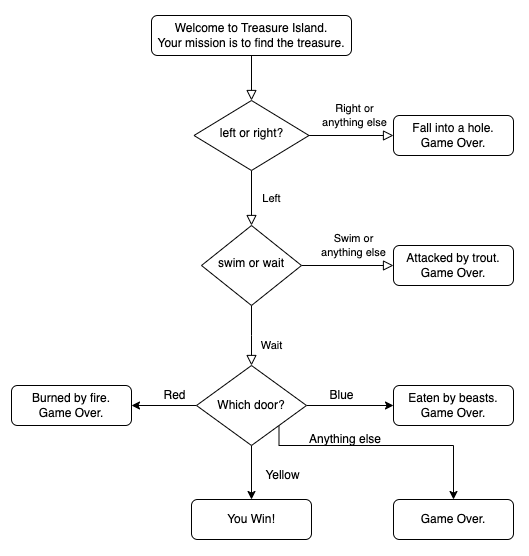 Welcome to Treasure Island.
Your mission is to find the treasure.
left or right?
Right or
anything else
Fall into a hole.
Game Over.
Left
swim or wait
Swim or
anything else
Attacked by trout.
Game Over.
Wait
Which door?
Red
Burned by fire.
Game Over.
Blue
Eaten by beasts.
Game Over.
Anything else
Yellow
You Win!
Game Over.